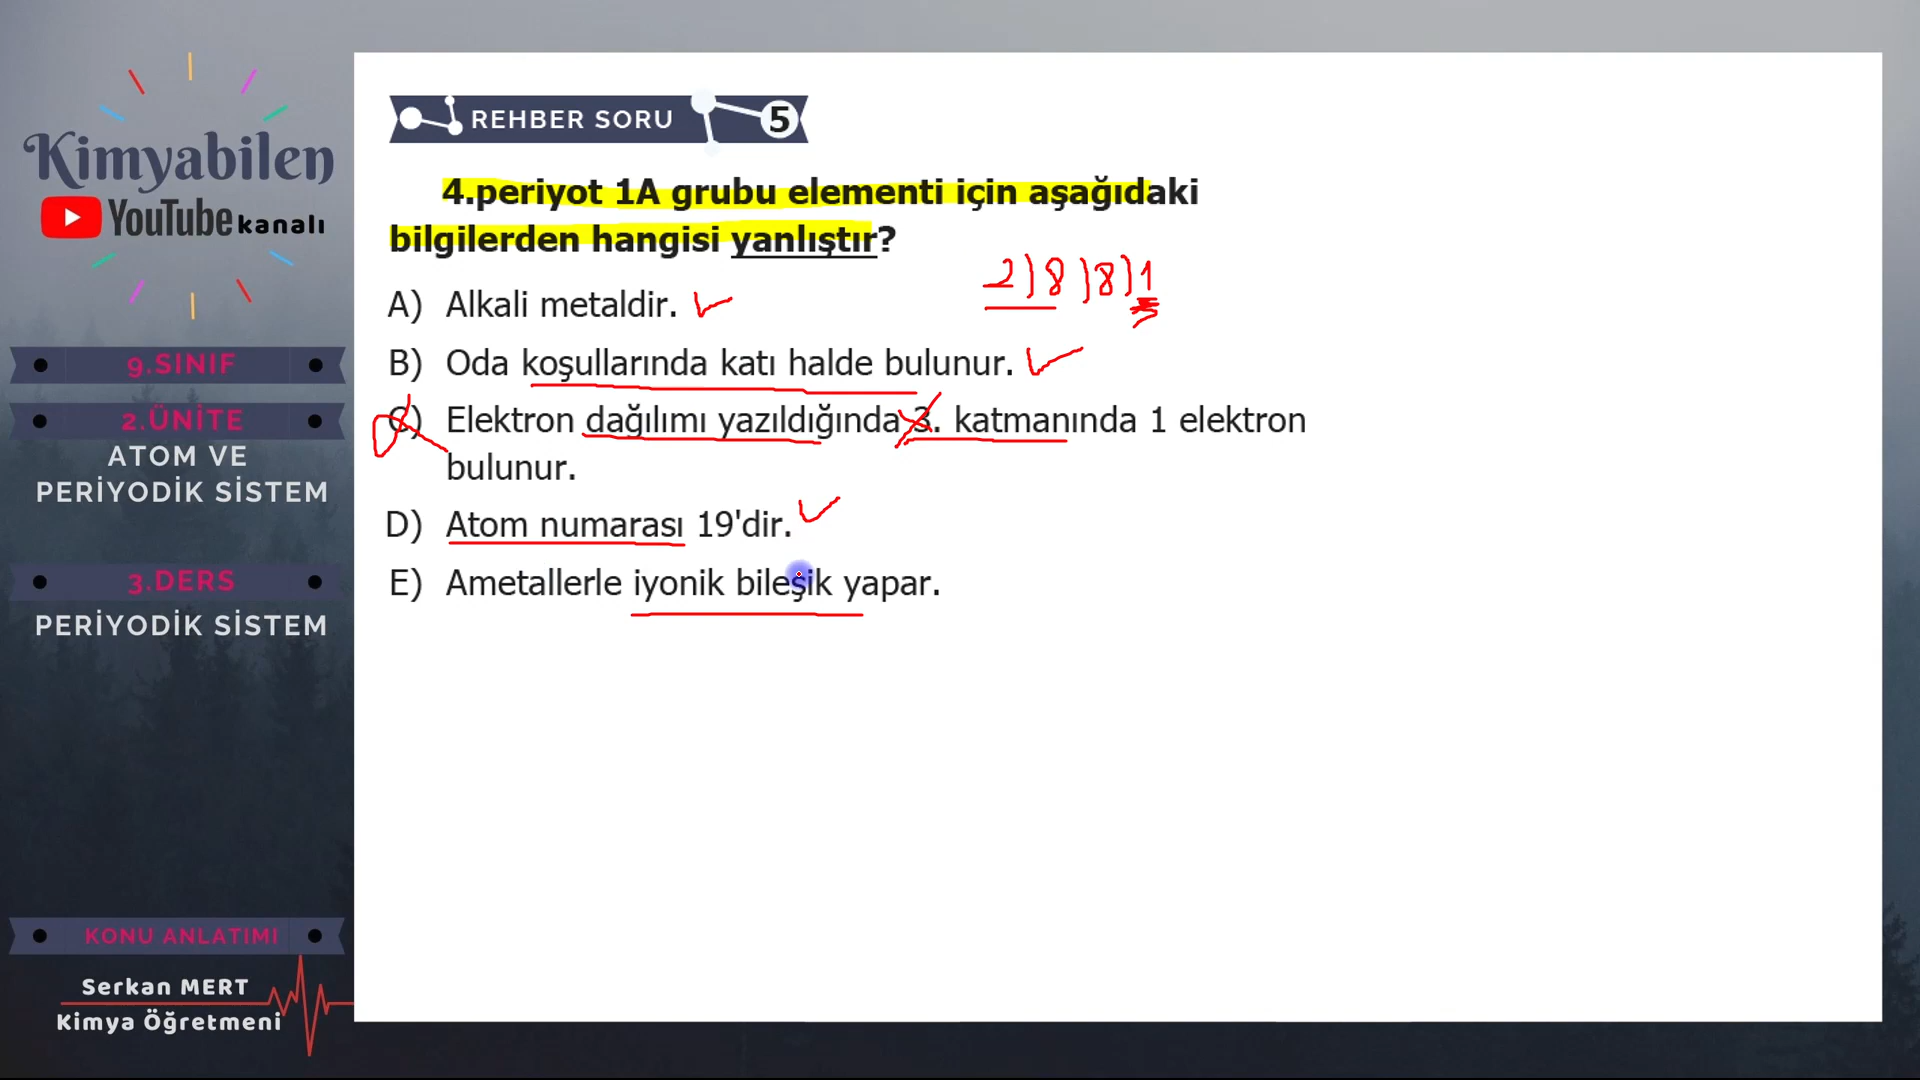 Kimyabilen
YouTube kanalı
9.SINIF
2.ÜNİTE
ATOM VE
PERİYODİK SİSTEM
3.DERS
PERİYODİK SİSTEM
KONU ANLATIMI
Serkan MERT
Kimya Öğretmeni
REHBER SORU 5
4.periyot 1A grubu elementi için aşağıdaki
bilgilerden hangisi yanlıştır?
2)8)8)1
A) Alkali metaldir.
B) Oda koşullarında katı halde bulunur.
C) Elektron dağılımı yazıldığında 3. katmanında 1 elektron
bulunur.
D) Atom numarası 19'dir.
E) Ametallerle iyonik bileşik yapar.